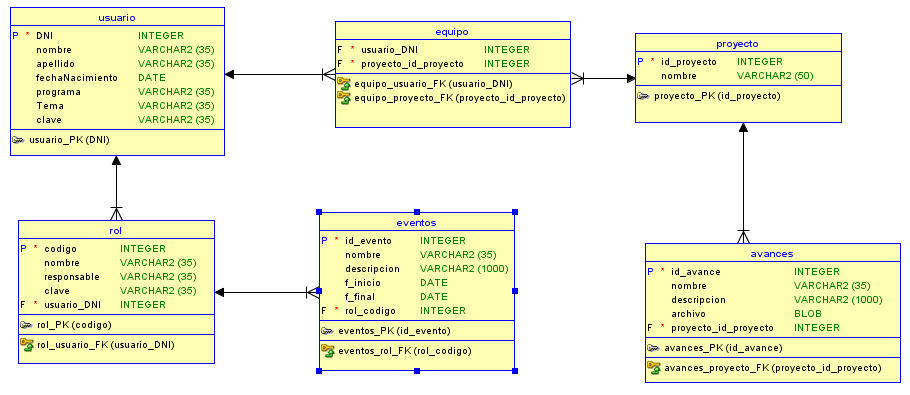 usuario
P * DNI INTEGER
nombre VARCHAR2 (35)
apellido VARCHAR2 (35)
fechaNacimiento DATE
programa VARCHAR2 (35)
Tema VARCHAR2 (35)
clave VARCHAR2 (35)
usuario_PK (DNI)
equipo
F * usuario_DNI INTEGER
F * proyecto_id_proyecto INTEGER
equipo_usuario_FK (usuario_DNI)
equipo_proyecto_FK (proyecto_id_proyecto)
proyecto
P * id_proyecto INTEGER
nombre VARCHAR2 (50)
proyecto_PK (id_proyecto)
rol
P * codigo INTEGER
nombre VARCHAR2 (35)
responsable VARCHAR2 (35)
clave VARCHAR2 (35)
F * usuario_DNI INTEGER
rol_PK (codigo)
rol_usuario_FK (usuario_DNI)
eventos
P * id_evento INTEGER
nombre VARCHAR2 (35)
descripcion VARCHAR2 (1000)
f_inicio DATE
f_final DATE
F * rol_codigo INTEGER
eventos_PK (id_evento)
eventos_rol_FK (rol_codigo)
avances
P * id_avance INTEGER
nombre VARCHAR2 (35)
descripcion VARCHAR2 (1000)
archivo BLOB
F * proyecto_id_proyecto INTEGER
avances_PK (id_avance)
avances_proyecto_FK (proyecto_id_proyecto)